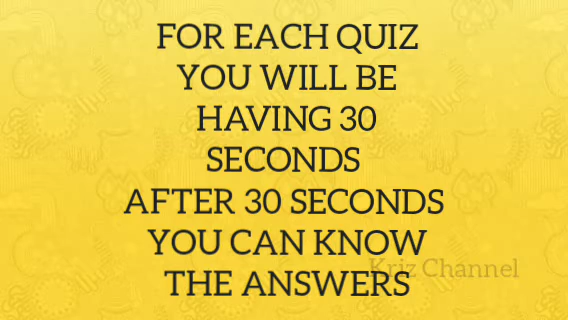 FOR EACH QUIZ
YOU WILL BE
HAVING 30
SECONDS
AFTER 30 SECONDS
YOU CAN KNOW
THE ANSWERS
Kriz Channel